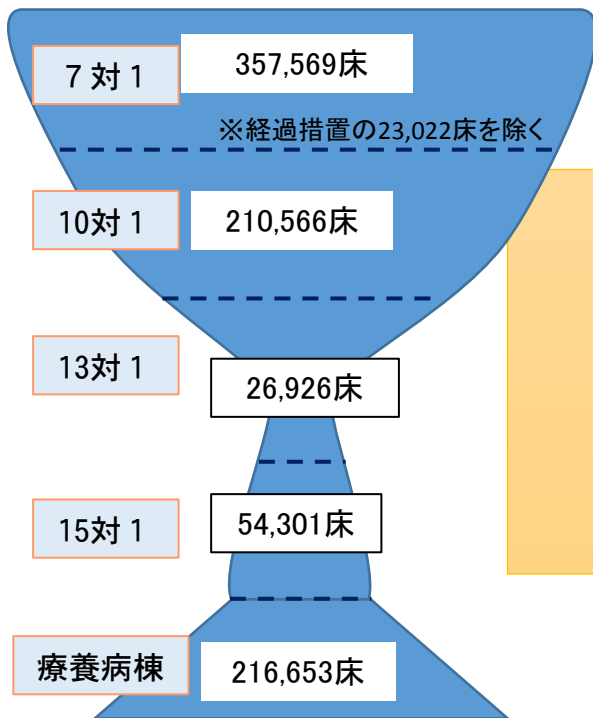 7対1
357,569床
※経過措置の23,022床を除く
10対1
210,566床
13対1
26,926床
15対1
54,301床
療養病棟
216,653床